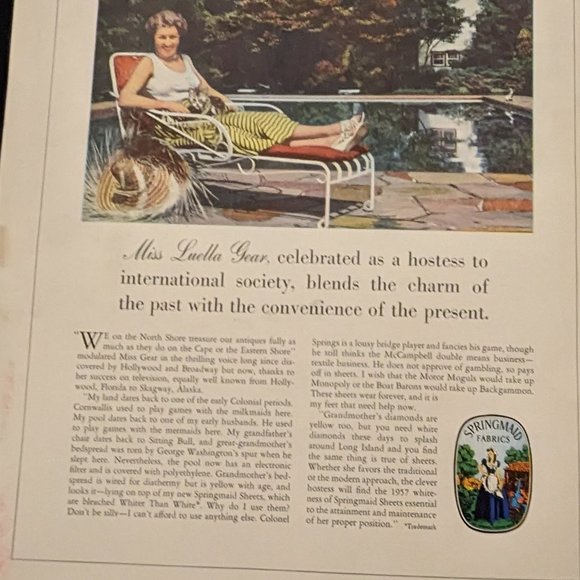 Miss Luella Gear, celebrated as a hostess to
international society, blends the charm of
the past with the convenience of the present.
"WE on the North Shore treasure our antiques fully as
much as they do on the Cape or the Eastern Shore"
modulated Miss Gear in the thrilling voice long since dis-
covered by Hollywood and Broadway but now, thanks to
her success on television, equally well known from Holly-
wood, Florida to Skagway, Alaska.
"My land dates back to one of the early Colonial periods.
Cornwallis used to play games with the milkmaids here.
My pool dates back to one of my early husbands. He used
to play games with the mermaids here. My grandfather's
chair dates back to Sitting Bull, and great-grandmother's
bedspread was torn by George Washington's spur when he
slept here. Nevertheless, the pool now has an electronic
filter and is covered with polyethylene. Grandmother's bed-
spread is wired for diathermy but is yellow with age, and
looks it—lying on top of my new Springmaid Sheets, which
are bleached Whiter Than White*. Why do I use them?
Don't be silly—I can't afford to use anything else. Colonel
Springs is a lousy bridge player and fancies his game, though
he still thinks the McCampbell double means business—
textile business. He does not approve of gambling, so pays
off in sheets. I wish that the Motor Moguls would take up
Monopoly or the Boat Barons would take up Backgammon.
These sheets wear forever, and it is
my feet that need help now.
"Grandmother's diamonds are
yellow too, but you need white
diamonds these days to splash
around Long Island and you find
the same thing is true of sheets.
Whether she favors the traditional
or the modern approach, the clever
hostess will find the 1957 white-
ness of Springmaid Sheets essential
to the attainment and maintenance
of her proper position." *Trademark
SPRINGMAID
FABRICS